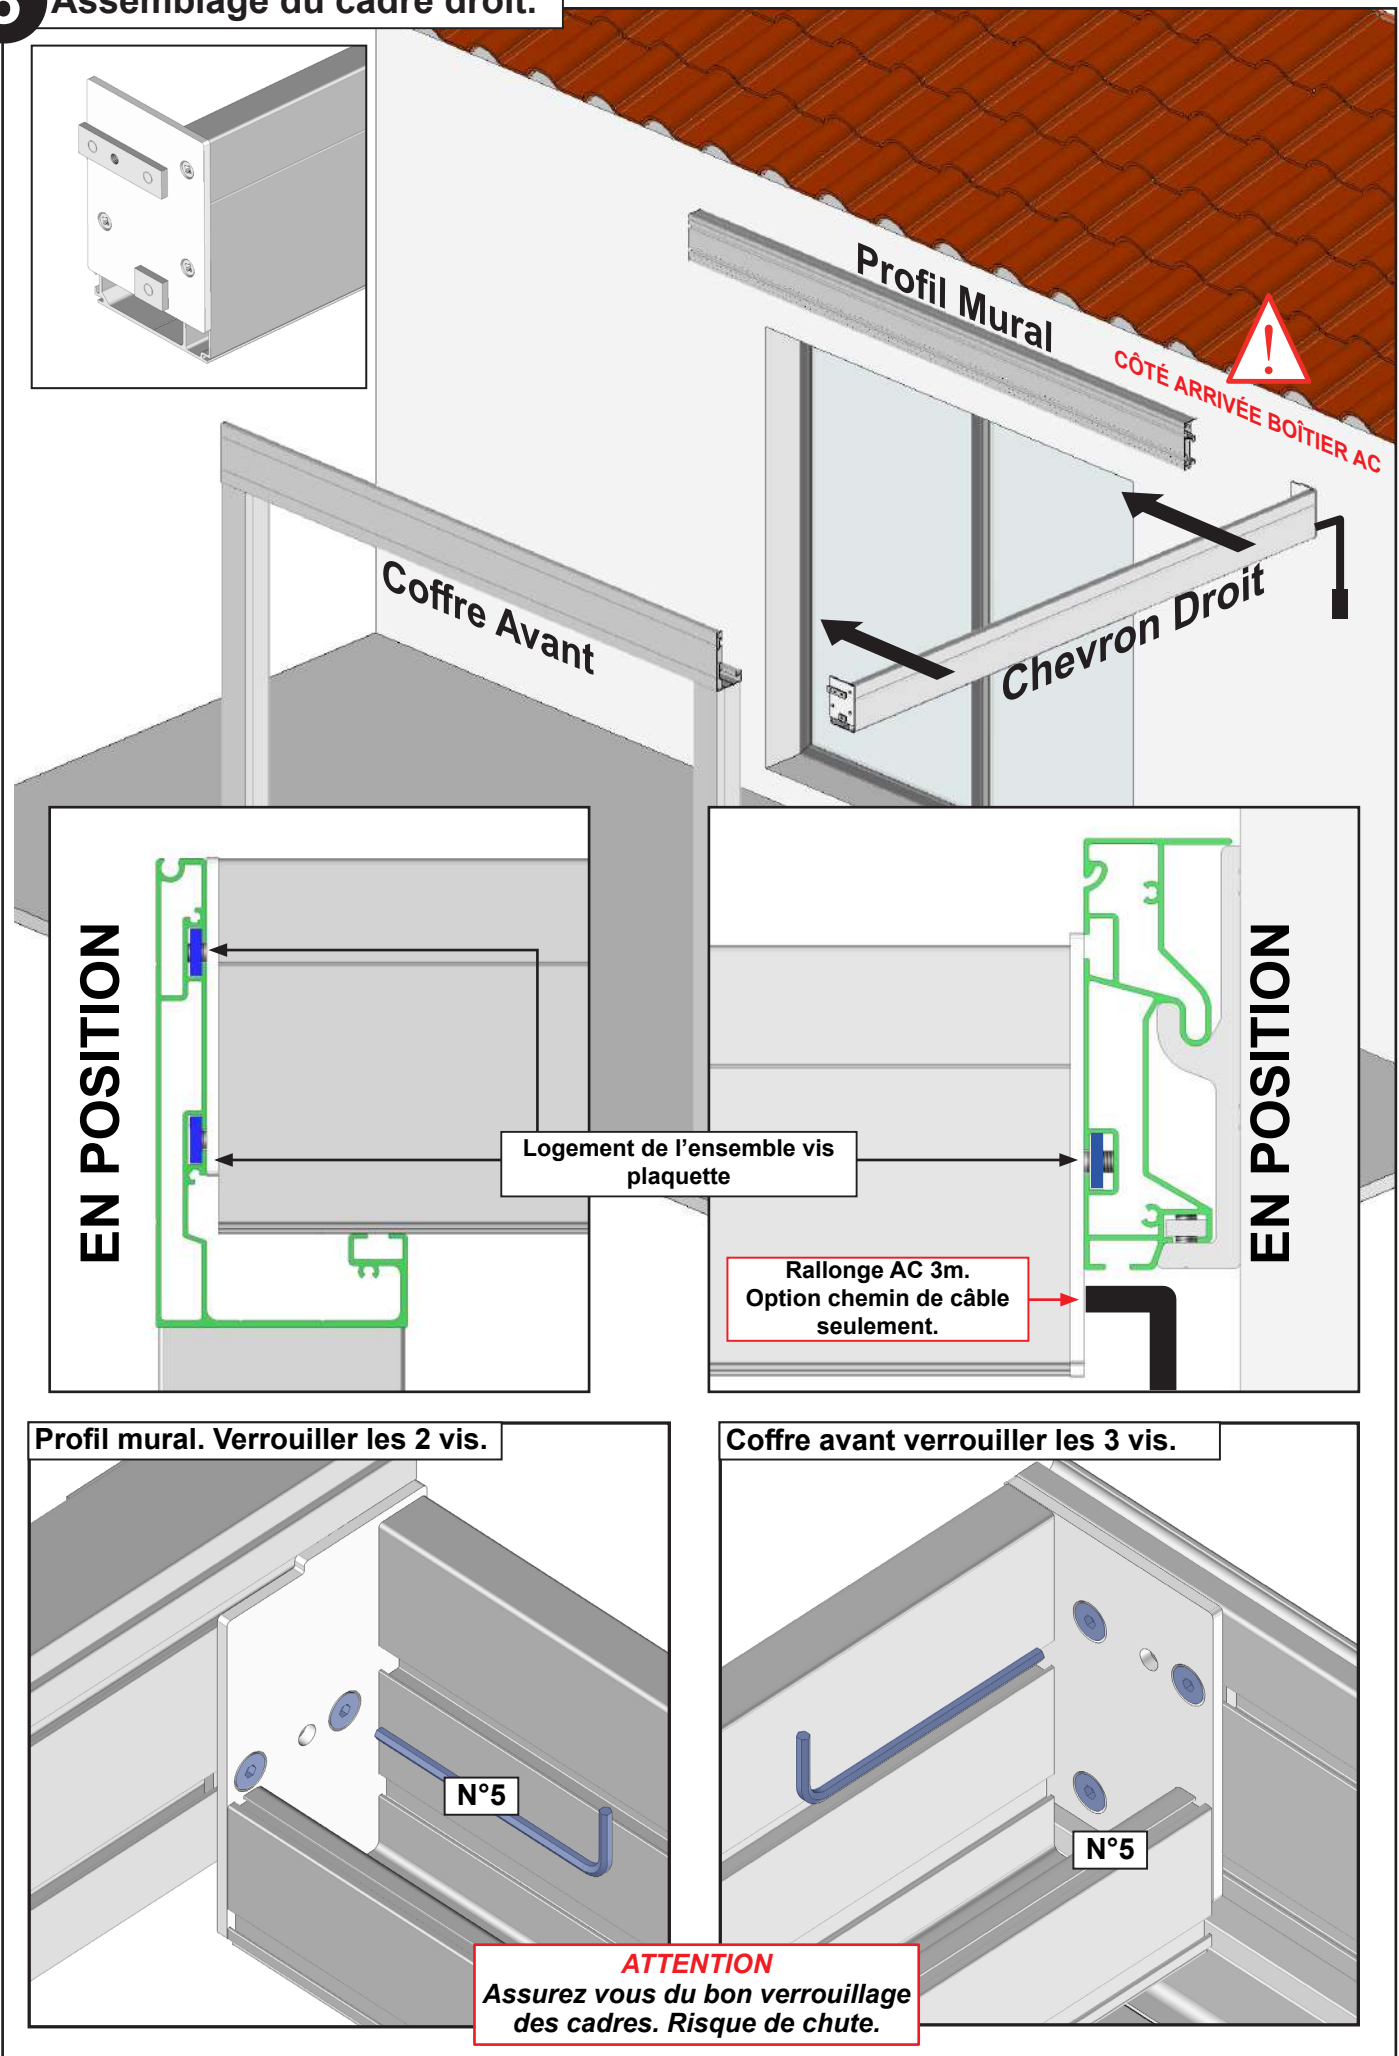 Assemblage du cadre droit.
Profil Mural
CÔTÉ ARRIVÉE BOÎTIER AC
Coffre Avant
Chevron Droit
EN POSITION
EN POSITION
Logement de l'ensemble vis
plaquette
Rallonge AC 3m.
Option chemin de câble
seulement.
Profil mural. Verrouiller les 2 vis.
Coffre avant verrouiller les 3 vis.
N°5
N°5
ATTENTION
Assurez vous du bon verrouillage
des cadres. Risque de chute.